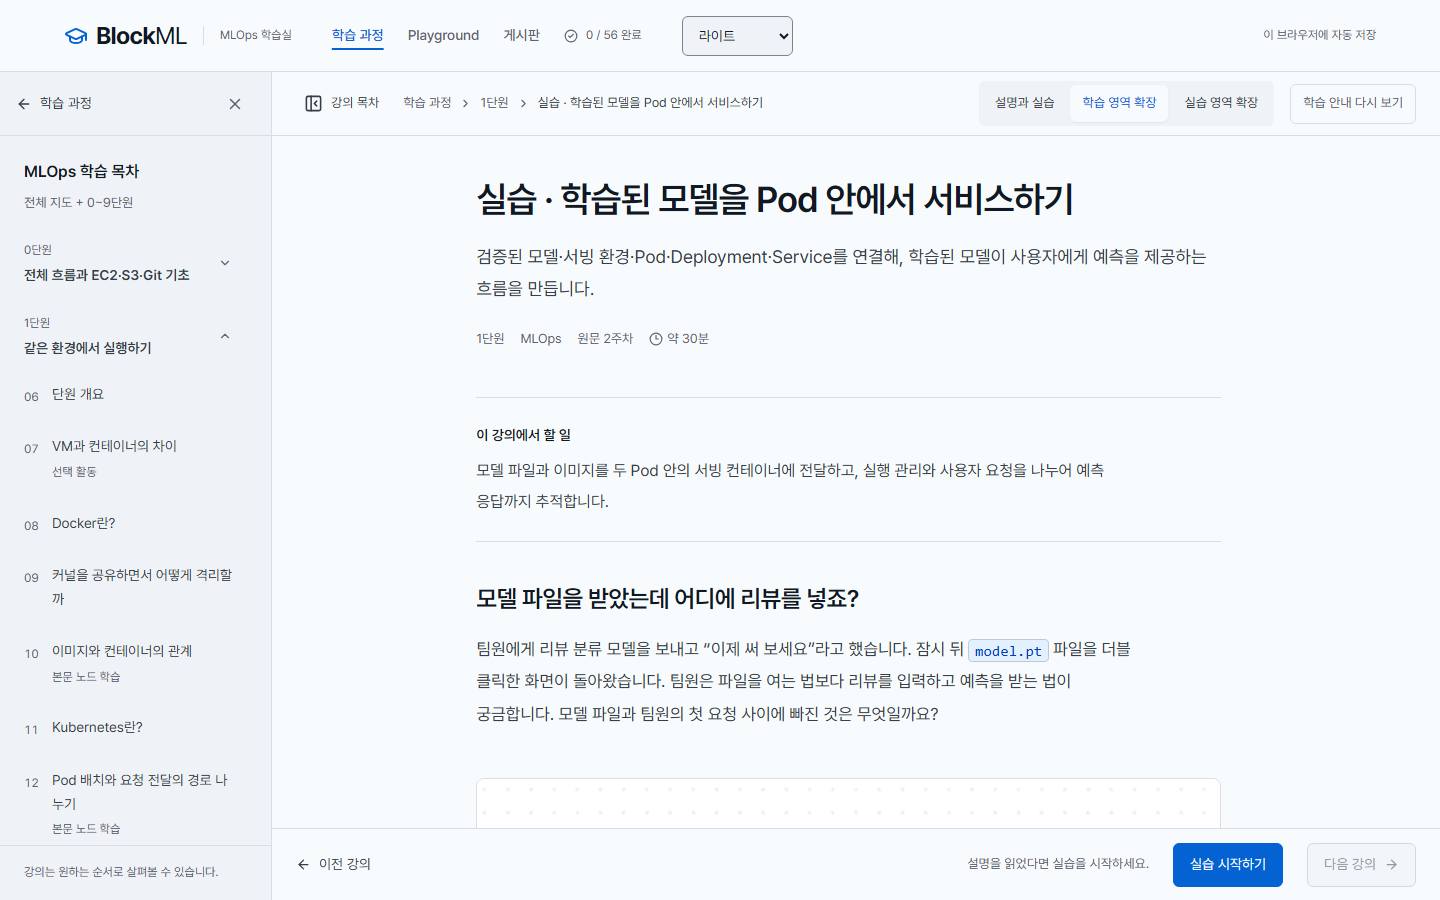 BlockML
MLOps 학습실
학습 과정
Playground
게시판
0 / 56 완료
라이트
이 브라우저에 자동 저장
학습 과정
강의 목차
학습 과정 > 1단원 > 실습 · 학습된 모델을 Pod 안에서 서비스하기
설명과 실습
학습 영역 확장
실습 영역 확장
학습 안내 다시 보기
MLOps 학습 목차
전체 지도 + 0~9단원
0단원
전체 흐름과 EC2·S3·Git 기초
1단원
같은 환경에서 실행하기
06 단원 개요
07 VM과 컨테이너의 차이
선택 활동
08 Docker란?
09 커널을 공유하면서 어떻게 격리할
까
10 이미지와 컨테이너의 관계
본문 노드 학습
11 Kubernetes란?
12 Pod 배치와 요청 전달의 경로 나
누기
본문 노드 학습
강의는 원하는 순서로 살펴볼 수 있습니다.
실습 · 학습된 모델을 Pod 안에서 서비스하기
검증된 모델·서빙 환경·Pod·Deployment·Service를 연결해, 학습된 모델이 사용자에게 예측을 제공하는
흐름을 만듭니다.
1단원 MLOps 원문 2주차 약 30분
이 강의에서 할 일
모델 파일과 이미지를 두 Pod 안의 서빙 컨테이너에 전달하고, 실행 관리와 사용자 요청을 나누어 예측
응답까지 추적합니다.
모델 파일을 받았는데 어디에 리뷰를 넣죠?
팀원에게 리뷰 분류 모델을 보내고 “이제 써 보세요”라고 했습니다. 잠시 뒤 model.pt 파일을 더블
클릭한 화면이 돌아왔습니다. 팀원은 파일을 여는 법보다 리뷰를 입력하고 예측을 받는 법이
궁금합니다. 모델 파일과 팀원의 첫 요청 사이에 빠진 것은 무엇일까요?
이전 강의
설명을 읽었다면 실습을 시작하세요.
실습 시작하기
다음 강의